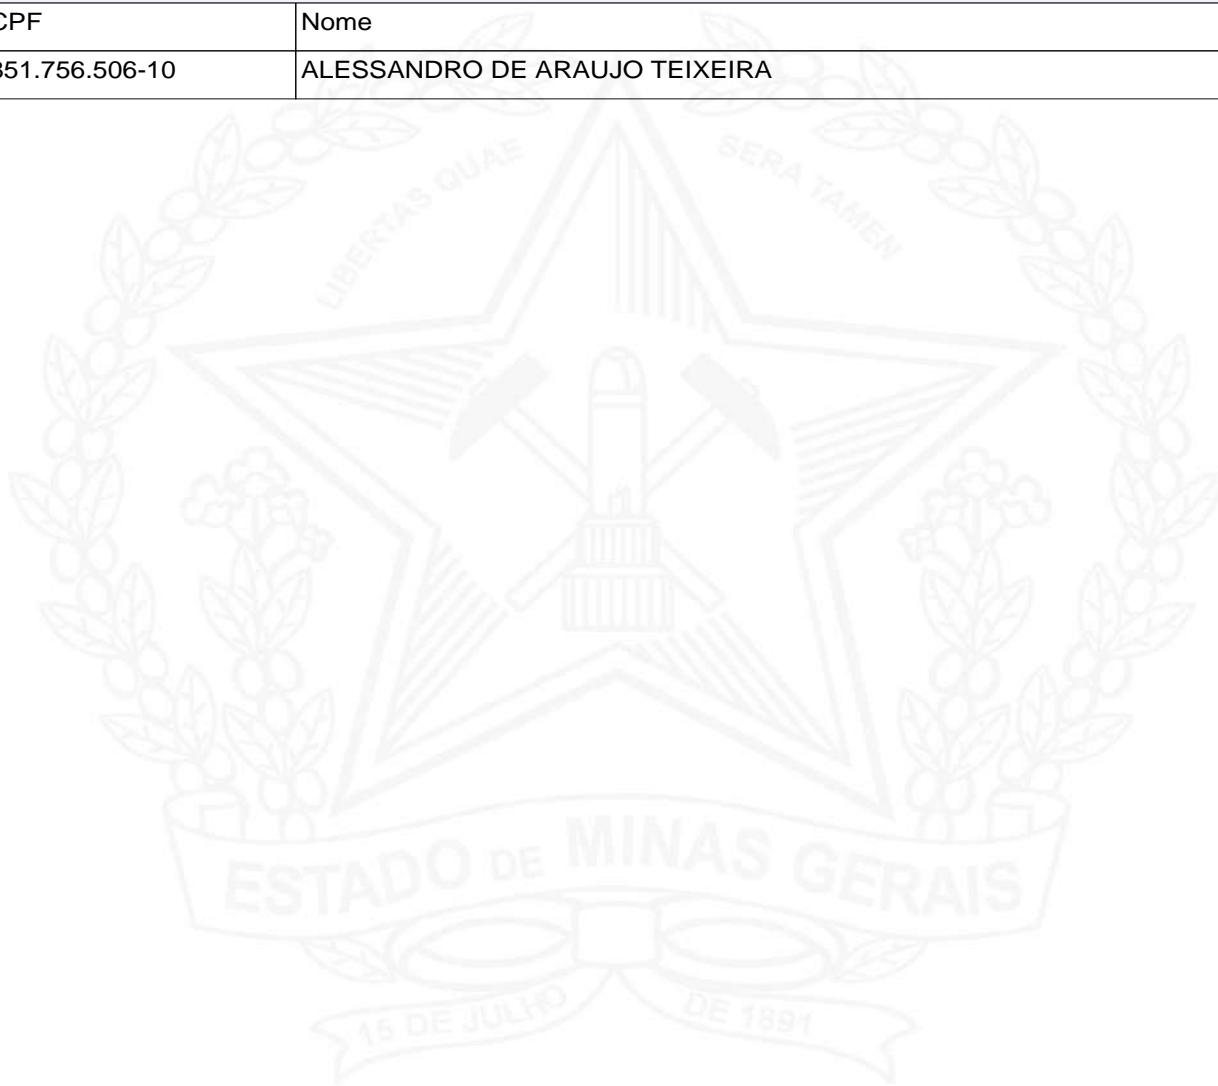 CPF
Nome
851.756.506-10
ALESSANDRO DE ARAUJO TEIXEIRA
LIBERTAS QUAE
SERA TAMEN
ESTADO DE MINAS GERAIS
15 DE JULHO
DE 1891